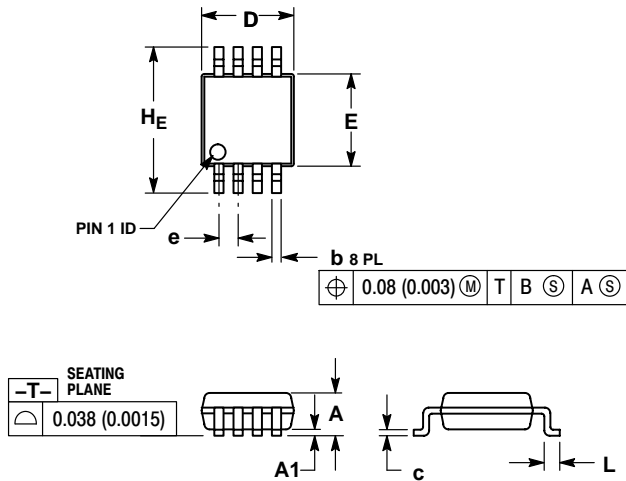 D
HE
E
PIN 1 ID
e
b 8 PL
⌖ 0.08 (0.003) Ⓜ T B Ⓢ A Ⓢ
SEATING
–T– PLANE
⌓ 0.038 (0.0015)
A
A1
c
L